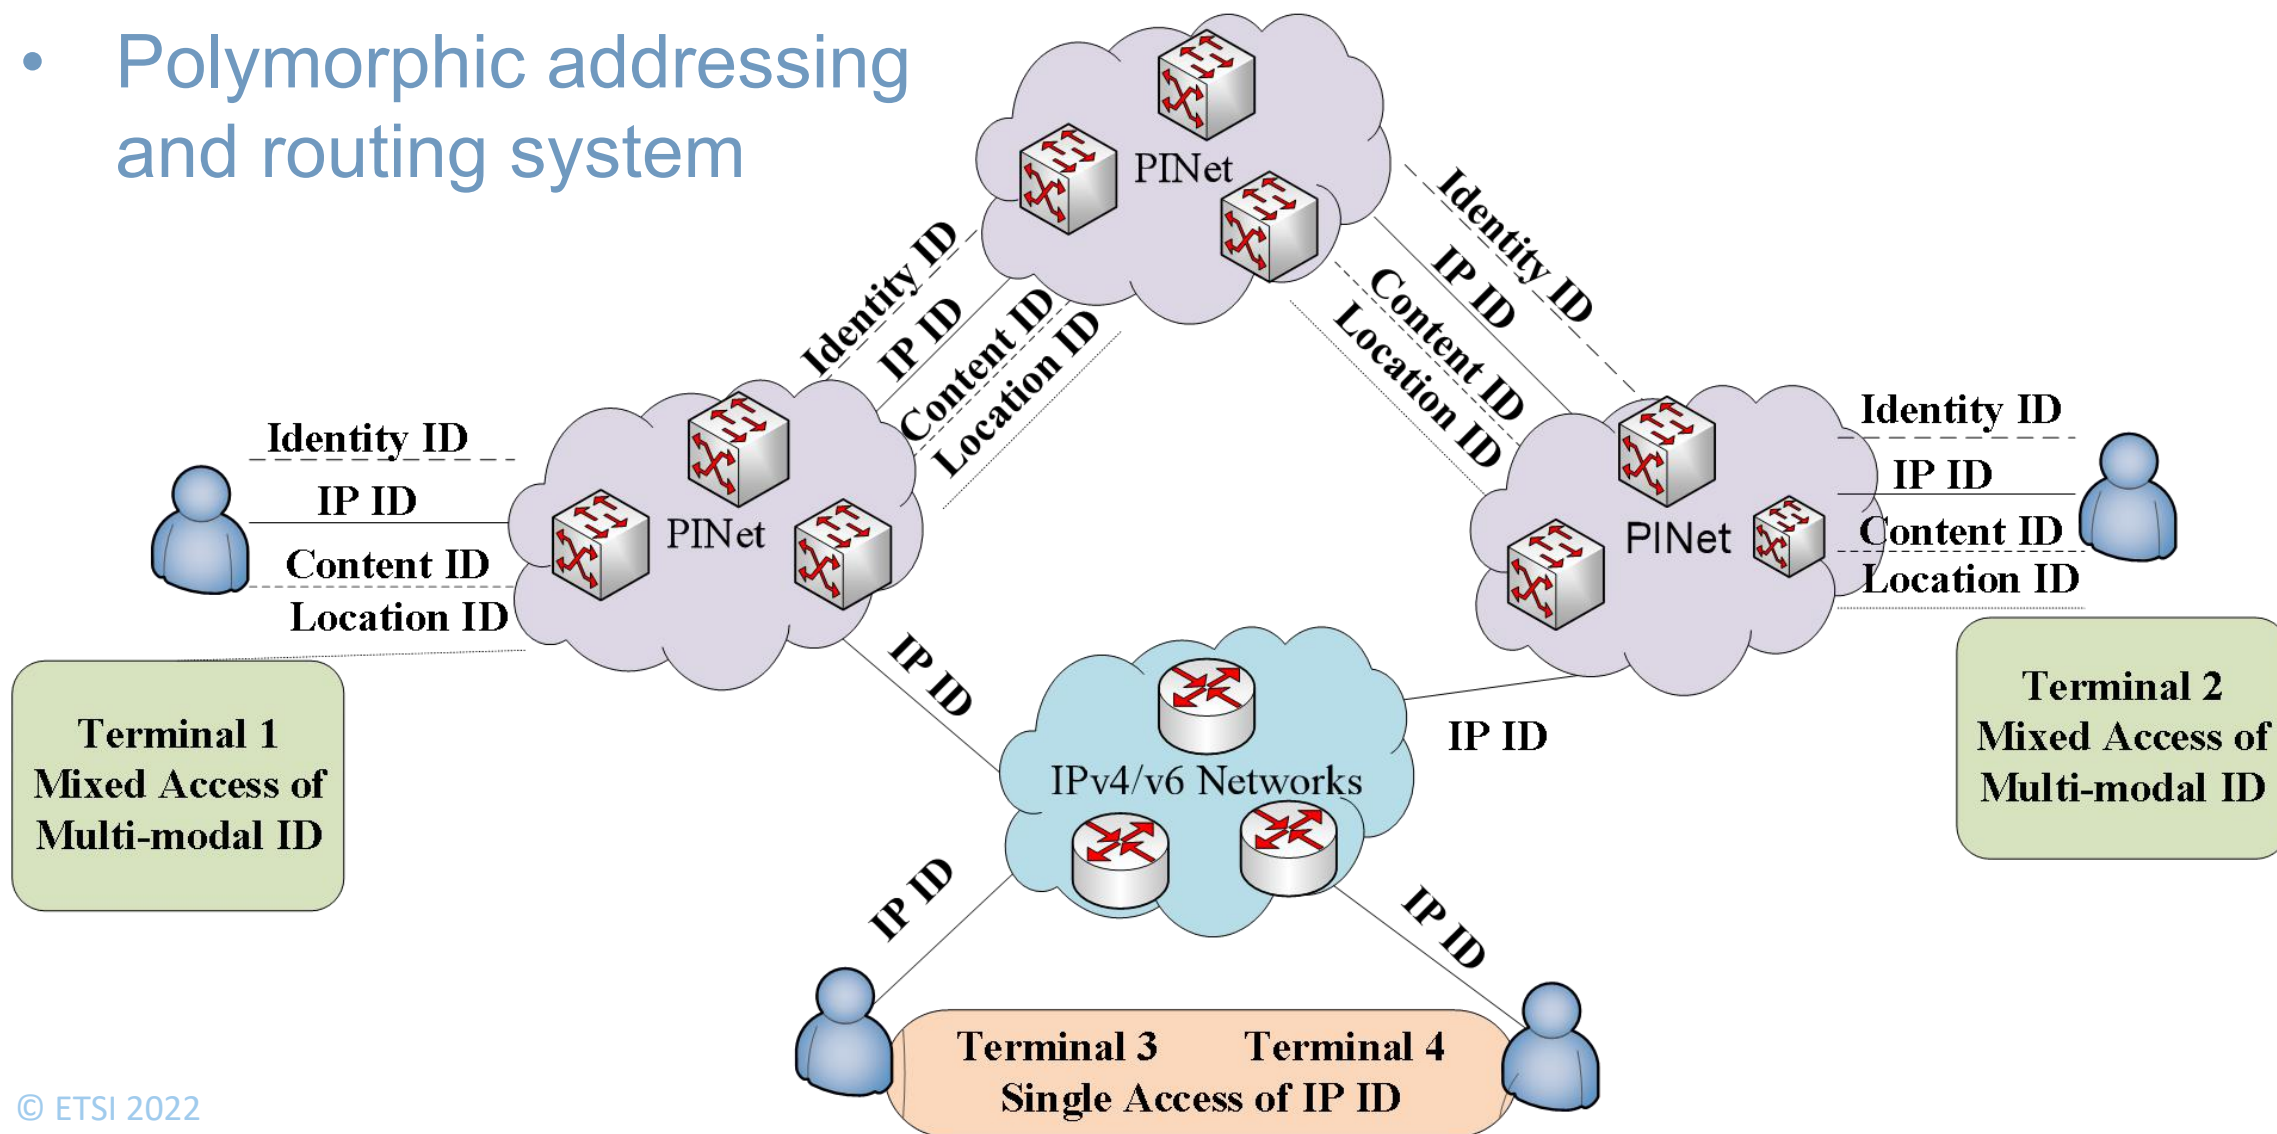 • Polymorphic addressing
and routing system
PINet
Identity ID
IP ID
Content ID
Location ID
Identity ID
IP ID
Content ID
Location ID
Identity ID
IP ID
Content ID
Location ID
PINet
PINet
Identity ID
IP ID
Content ID
Location ID
Terminal 1
Mixed Access of
Multi-modal ID
IP ID
IPv4/v6 Networks
IP ID
Terminal 2
Mixed Access of
Multi-modal ID
IP ID
IP ID
Terminal 3 Terminal 4
Single Access of IP ID
© ETSI 2022